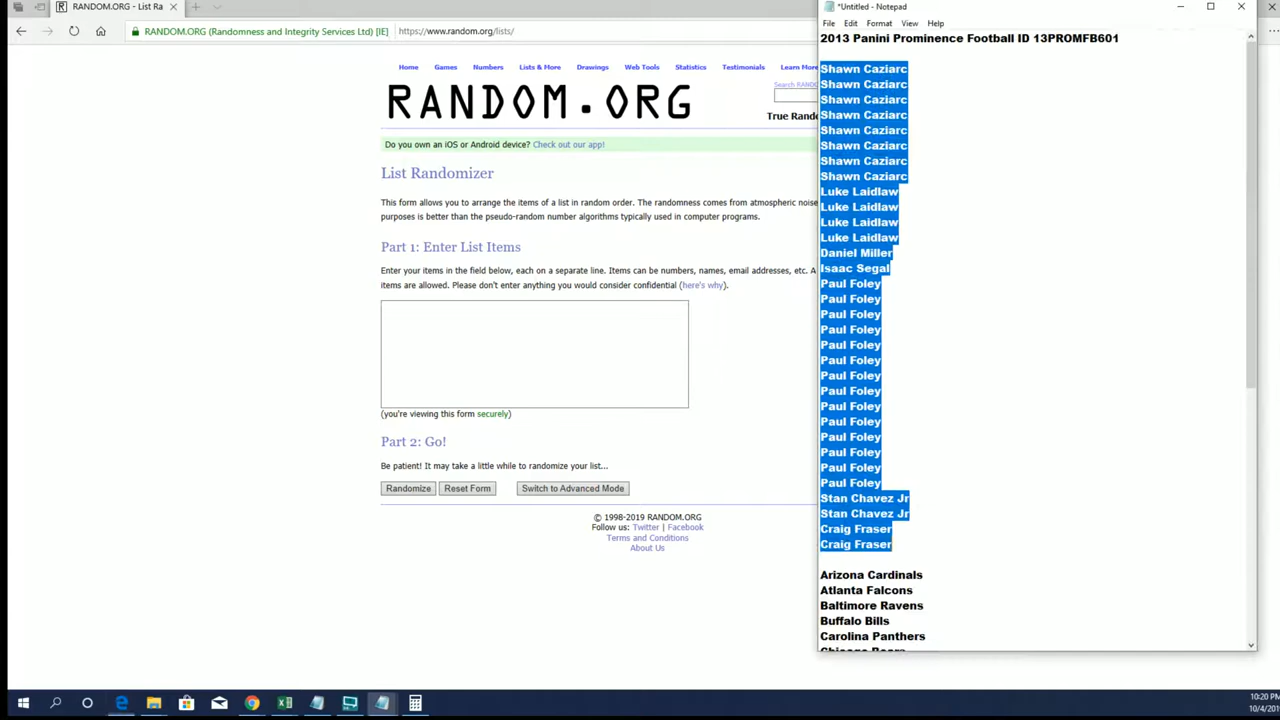 RANDOM.ORG - List Ra
RANDOM.ORG (Randomness and Integrity Services Ltd) [IE]
https://www.random.org/lists/
Home Games Numbers Lists & More Drawings Web Tools Statistics Testimonials Learn More
RANDOM.ORG
True
Do you own an iOS or Android device? Check out our app!
List Randomizer
This form allows you to arrange the items of a list in random order. The randomness comes from atmospheric
purposes is better than the pseudo-random number algorithms typically used in computer programs.
Part 1: Enter List Items
Enter your items in the field below, each on a separate line. Items can be numbers, names, email addresses, etc. A
items are allowed. Please don't enter anything you would consider confidential (here's why).
(you're viewing this form securely)
Part 2: Go!
Be patient! It may take a little while to randomize your list...
Randomize Reset Form Switch to Advanced Mode
© 1998-2019 RANDOM.ORG
Follow us: Twitter | Facebook
Terms and Conditions
About Us
*Untitled - Notepad
File Edit Format View Help
2013 Panini Prominence Football ID 13PROMFB601
Shawn Caziarc
Shawn Caziarc
Shawn Caziarc
Shawn Caziarc
Shawn Caziarc
Shawn Caziarc
Shawn Caziarc
Shawn Caziarc
Luke Laidlaw
Luke Laidlaw
Luke Laidlaw
Luke Laidlaw
Daniel Miller
Isaac Segal
Paul Foley
Paul Foley
Paul Foley
Paul Foley
Paul Foley
Paul Foley
Paul Foley
Paul Foley
Paul Foley
Paul Foley
Paul Foley
Paul Foley
Paul Foley
Paul Foley
Stan Chavez Jr
Stan Chavez Jr
Craig Fraser
Craig Fraser
Arizona Cardinals
Atlanta Falcons
Baltimore Ravens
Buffalo Bills
Carolina Panthers
10:20 PM